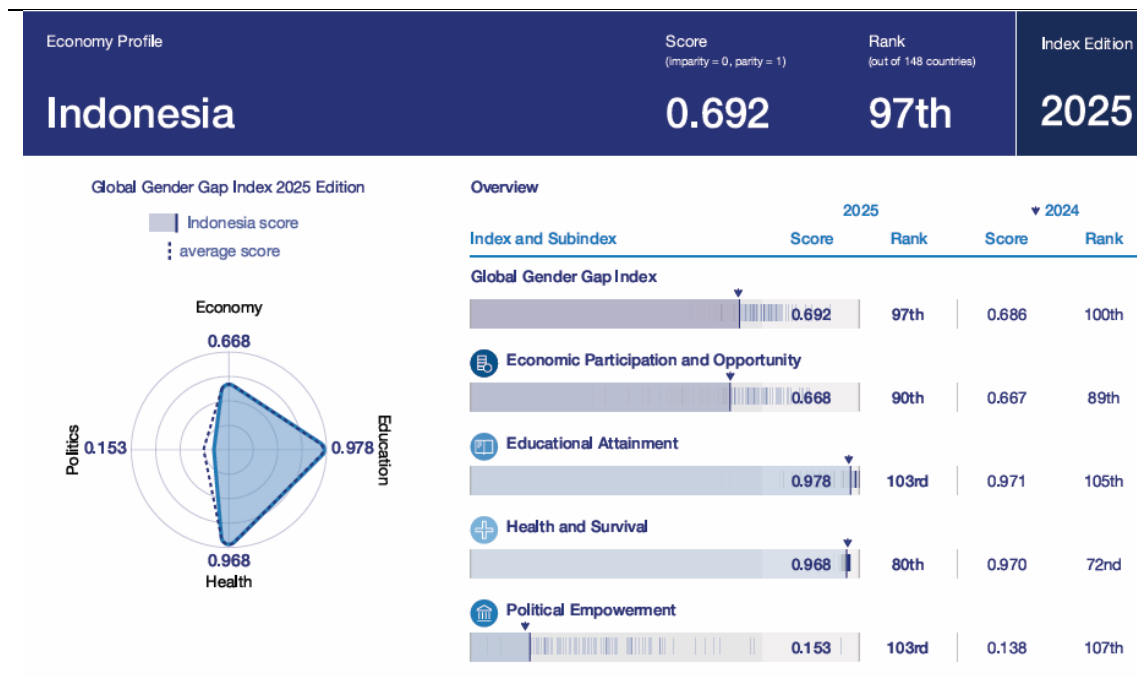 Economy Profile
Score
(imparity = 0, parity = 1)
Rank
(out of 148 countries)
Index Edition
Indonesia
0.692
97th
2025
Global Gender Gap Index 2025 Edition
Indonesia score
average score
Economy
0.668
Politics
0.153
0.978
Education
0.968
Health
Overview
2025
2024
Index and Subindex
Score
Rank
Score
Rank
Global Gender Gap Index
0.692
97th
0.686
100th
Economic Participation and Opportunity
0.668
90th
0.667
89th
Educational Attainment
0.978
103rd
0.971
105th
Health and Survival
0.968
80th
0.970
72nd
Political Empowerment
0.153
103rd
0.138
107th